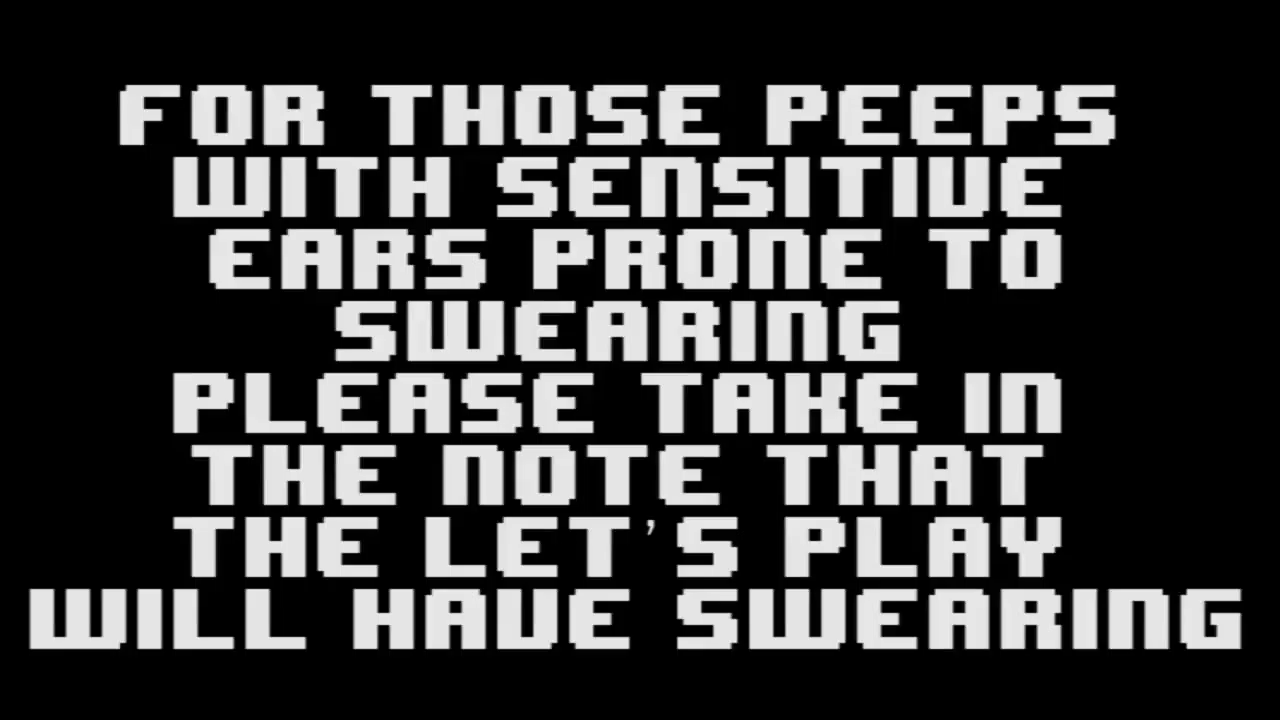 FOR THOSE PEEPS
WITH SENSITIVE
EARS PRONE TO
SWEARING
PLEASE TAKE IN
THE NOTE THAT
THE LET'S PLAY
WILL HAVE SWEARING